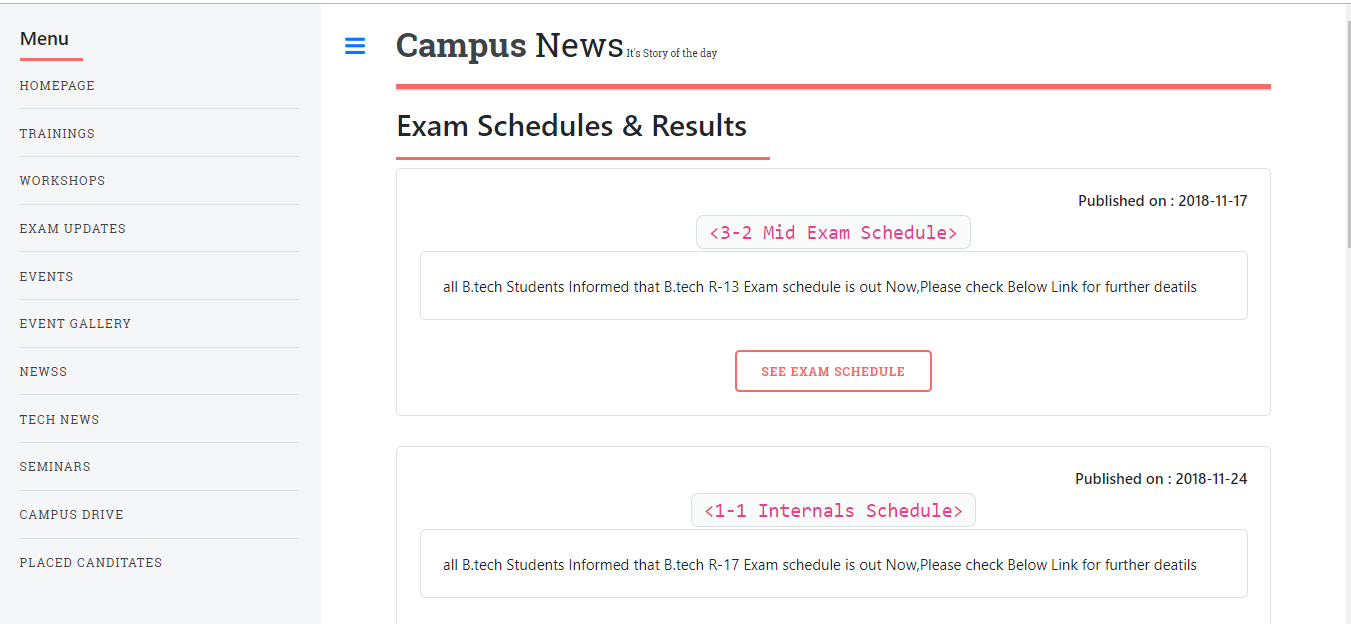 Menu
HOMEPAGE
TRAININGS
WORKSHOPS
EXAM UPDATES
EVENTS
EVENT GALLERY
NEWSS
TECH NEWS
SEMINARS
CAMPUS DRIVE
PLACED CANDITATES
Campus News It's Story of the day
Exam Schedules & Results
Published on : 2018-11-17
<3-2 Mid Exam Schedule>
all B.tech Students Informed that B.tech R-13 Exam schedule is out Now,Please check Below Link for further deatils
SEE EXAM SCHEDULE
Published on : 2018-11-24
<1-1 Internals Schedule>
all B.tech Students Informed that B.tech R-17 Exam schedule is out Now,Please check Below Link for further deatils